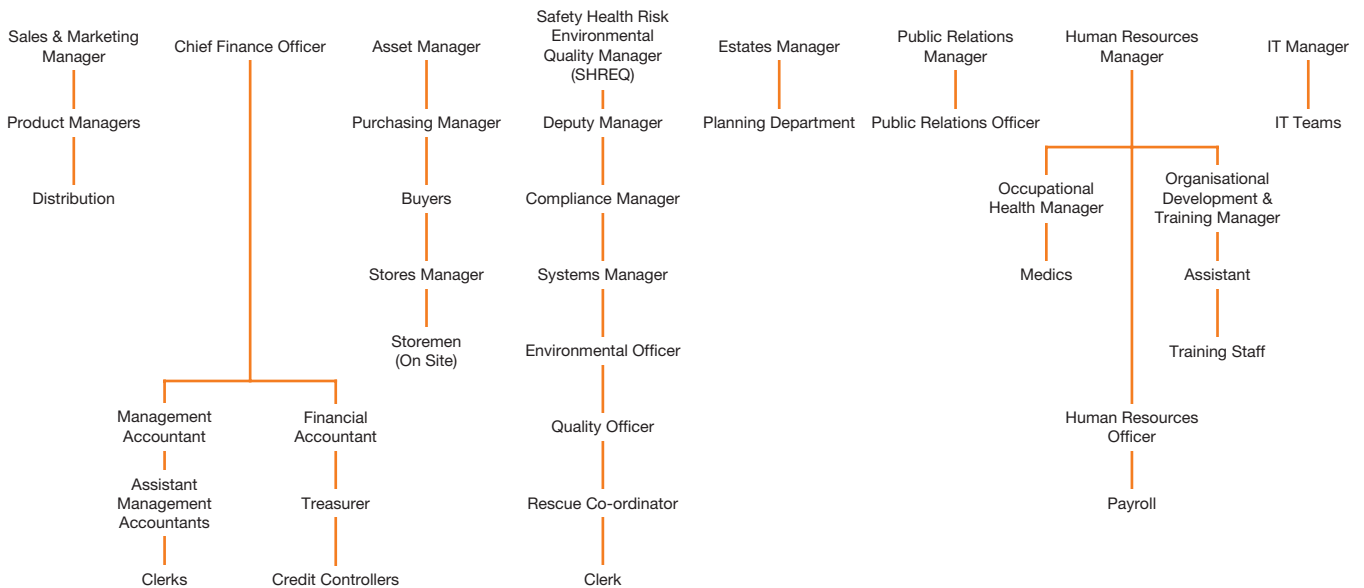 Sales & Marketing
Manager
Product Managers
Distribution
Chief Finance Officer
Management
Accountant
Assistant
Management
Accountants
Clerks
Financial
Accountant
Treasurer
Credit Controllers
Asset Manager
Purchasing Manager
Buyers
Stores Manager
Storemen
(On Site)
Safety Health Risk
Environmental
Quality Manager
(SHREQ)
Deputy Manager
Compliance Manager
Systems Manager
Environmental Officer
Quality Officer
Rescue Co-ordinator
Clerk
Estates Manager
Planning Department
Public Relations
Manager
Public Relations Officer
Human Resources
Manager
Occupational
Health Manager
Medics
Organisational
Development &
Training Manager
Assistant
Training Staff
Human Resources
Officer
Payroll
IT Manager
IT Teams